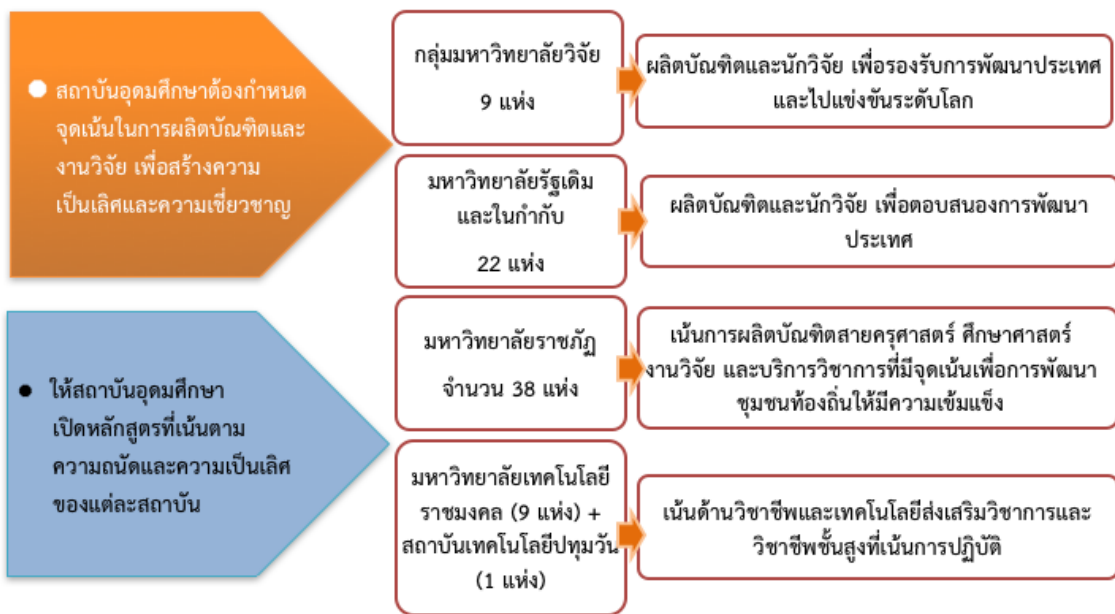 สถาบันอุดมศึกษาต้องกำหนด
จุดเน้นในการผลิตบัณฑิตและ
งานวิจัย เพื่อสร้างความ
เป็นเลิศและความเชี่ยวชาญ
ให้สถาบันอุดมศึกษา
เปิดหลักสูตรที่เน้นตาม
ความถนัดและความเป็นเลิศ
ของแต่ละสถาบัน
กลุ่มมหาวิทยาลัยวิจัย
9 แห่ง
ผลิตบัณฑิตและนักวิจัย เพื่อรองรับการพัฒนาประเทศ
และไปแข่งขันระดับโลก
มหาวิทยาลัยรัฐเดิม
และในกำกับ
22 แห่ง
ผลิตบัณฑิตและนักวิจัย เพื่อตอบสนองการพัฒนา
ประเทศ
มหาวิทยาลัยราชภัฏ
จำนวน 38 แห่ง
เน้นการผลิตบัณฑิตสายครุศาสตร์ ศึกษาศาสตร์
งานวิจัย และบริการวิชาการที่มีจุดเน้นเพื่อการพัฒนา
ชุมชนท้องถิ่นให้มีความเข้มแข็ง
มหาวิทยาลัยเทคโนโลยี
ราชมงคล (9 แห่ง) +
สถาบันเทคโนโลยีปทุมวัน
(1 แห่ง)
เน้นด้านวิชาชีพและเทคโนโลยีส่งเสริมวิชาการและ
วิชาชีพชั้นสูงที่เน้นการปฏิบัติ